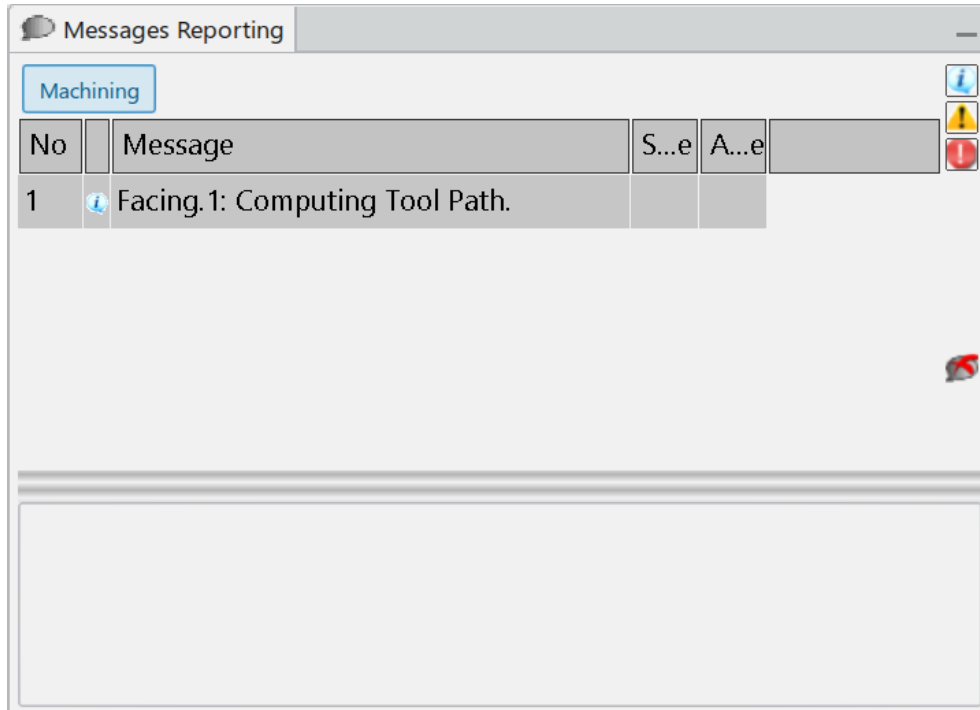 Messages Reporting
Machining
No Message S...e A...e
1 Facing.1: Computing Tool Path.